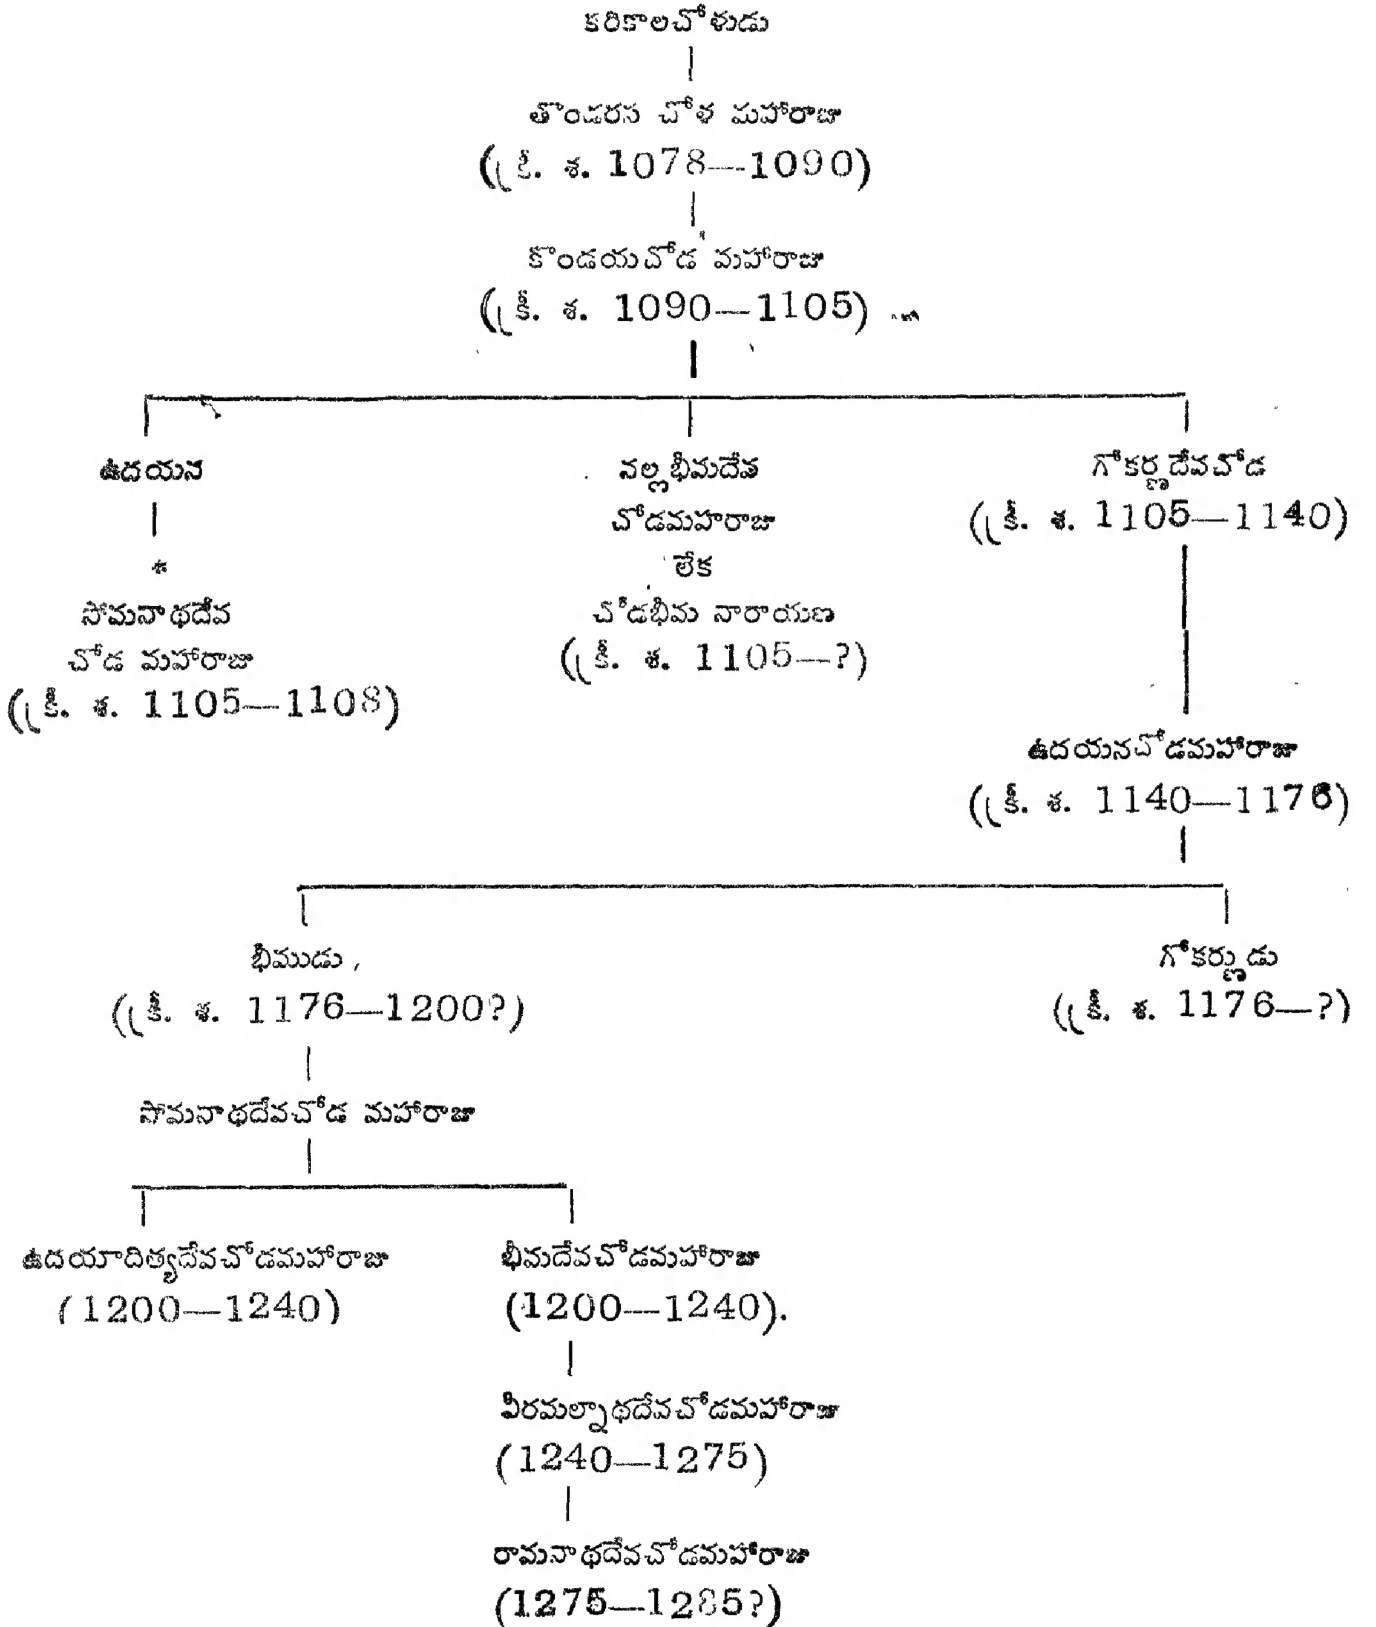 కరికాలచోళుడు
తొండరస చోళ మహారాజు
(క్రీ. శ. 1078—1090)
కొండయచోడ మహారాజు
(క్రీ. శ. 1090—1105)
ఉదయన
సోమనాథదేవ
చోడ మహారాజు
(క్రీ. శ. 1105—1108)
నల్లభీమదేవ
చోడమహరాజు
లేక
చోడభీమ నారాయణ
(క్రీ. శ. 1105—?)
గోకర్ణదేవచోడ
(క్రీ. శ. 1105—1140)
ఉదయనచోడమహారాజు
(క్రీ. శ. 1140—1176)
భీముడు
(క్రీ. శ. 1176—1200?)
గోకర్ణుడు
(క్రీ. శ. 1176—?)
సోమనాథదేవచోడ మహారాజు
ఉదయాదిత్యదేవచోడమహారాజు
(1200—1240)
భీమదేవచోడమహారాజు
(1200—1240).
వీరమల్నాథదేవచోడమహారాజు
(1240—1275)
రామనాథదేవచోడమహారాజు
(1275—1285?)